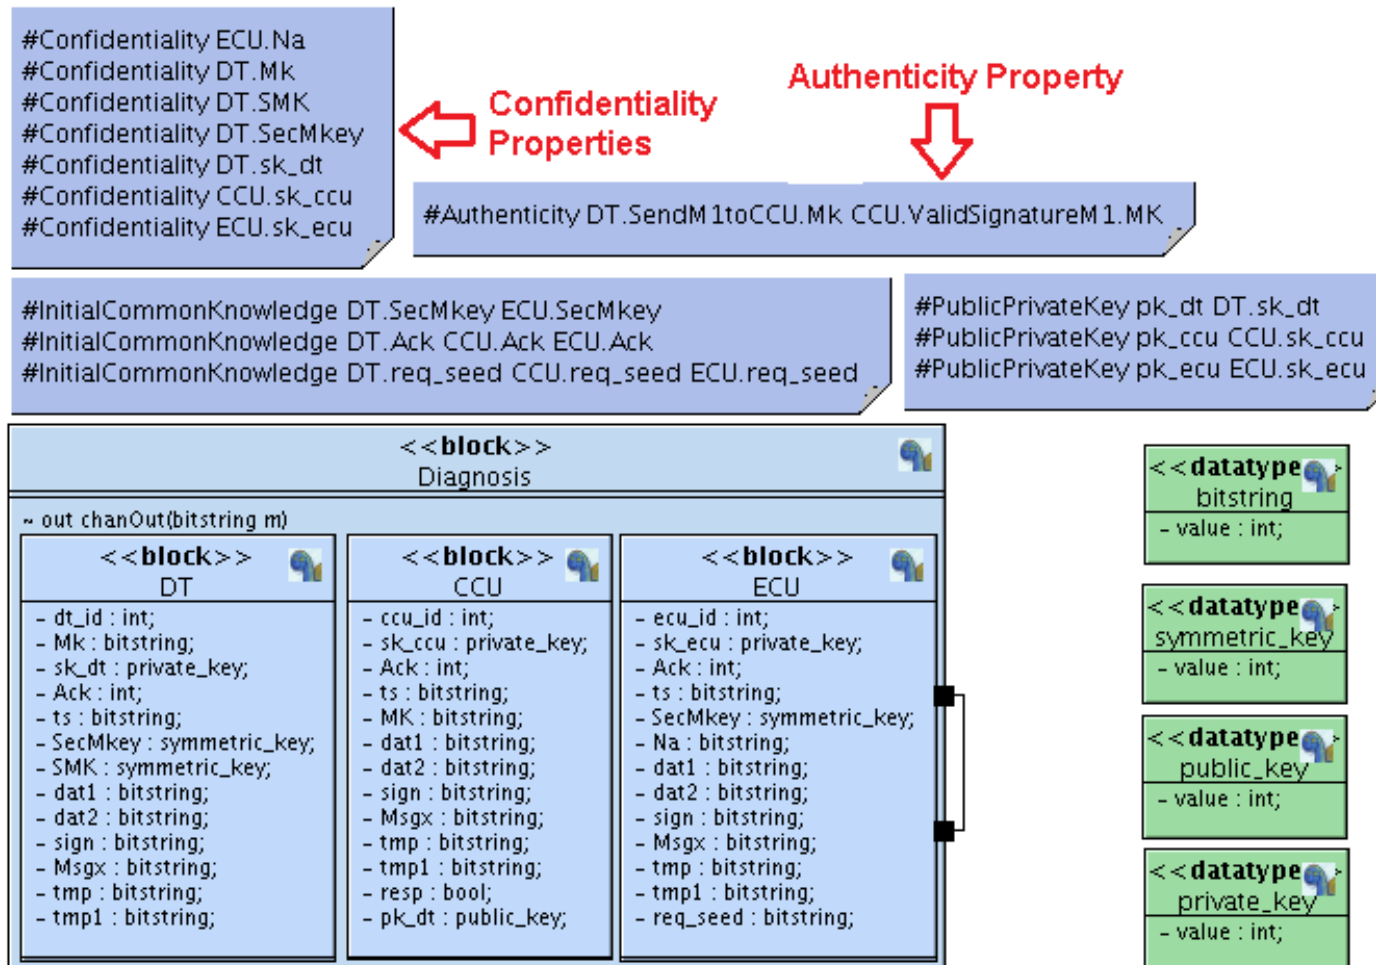 #Confidentiality ECU.Na
#Confidentiality DT.Mk
#Confidentiality DT.SMK
#Confidentiality DT.SecMkey
#Confidentiality DT.sk_dt
#Confidentiality CCU.sk_ccu
#Confidentiality ECU.sk_ecu
Confidentiality
Properties
Authenticity Property
#Authenticity DT.SendM1toCCU.Mk CCU.ValidSignatureM1.MK
#InitialCommonKnowledge DT.SecMkey ECU.SecMkey
#InitialCommonKnowledge DT.Ack CCU.Ack ECU.Ack
#InitialCommonKnowledge DT.req_seed CCU.req_seed ECU.req_seed
#PublicPrivateKey pk_dt DT.sk_dt
#PublicPrivateKey pk_ccu CCU.sk_ccu
#PublicPrivateKey pk_ecu ECU.sk_ecu
<<block>>
Diagnosis
~ out chanOut(bitstring m)
<<block>>
DT
- dt_id : int;
- Mk : bitstring;
- sk_dt : private_key;
- Ack : int;
- ts : bitstring;
- SecMkey : symmetric_key;
- SMK : symmetric_key;
- dat1 : bitstring;
- dat2 : bitstring;
- sign : bitstring;
- Msgx : bitstring;
- tmp : bitstring;
- tmp1 : bitstring;
<<block>>
CCU
- ccu_id : int;
- sk_ccu : private_key;
- Ack : int;
- ts : bitstring;
- MK : bitstring;
- dat1 : bitstring;
- dat2 : bitstring;
- sign : bitstring;
- Msgx : bitstring;
- tmp : bitstring;
- tmp1 : bitstring;
- resp : bool;
- pk_dt : public_key;
<<block>>
ECU
- ecu_id : int;
- sk_ecu : private_key;
- Ack : int;
- ts : bitstring;
- SecMkey : symmetric_key;
- Na : bitstring;
- dat1 : bitstring;
- dat2 : bitstring;
- sign : bitstring;
- Msgx : bitstring;
- tmp : bitstring;
- tmp1 : bitstring;
- req_seed : bitstring;
<<datatype>>
bitstring
- value : int;
<<datatype>>
symmetric_key
- value : int;
<<datatype>>
public_key
- value : int;
<<datatype>>
private_key
- value : int;